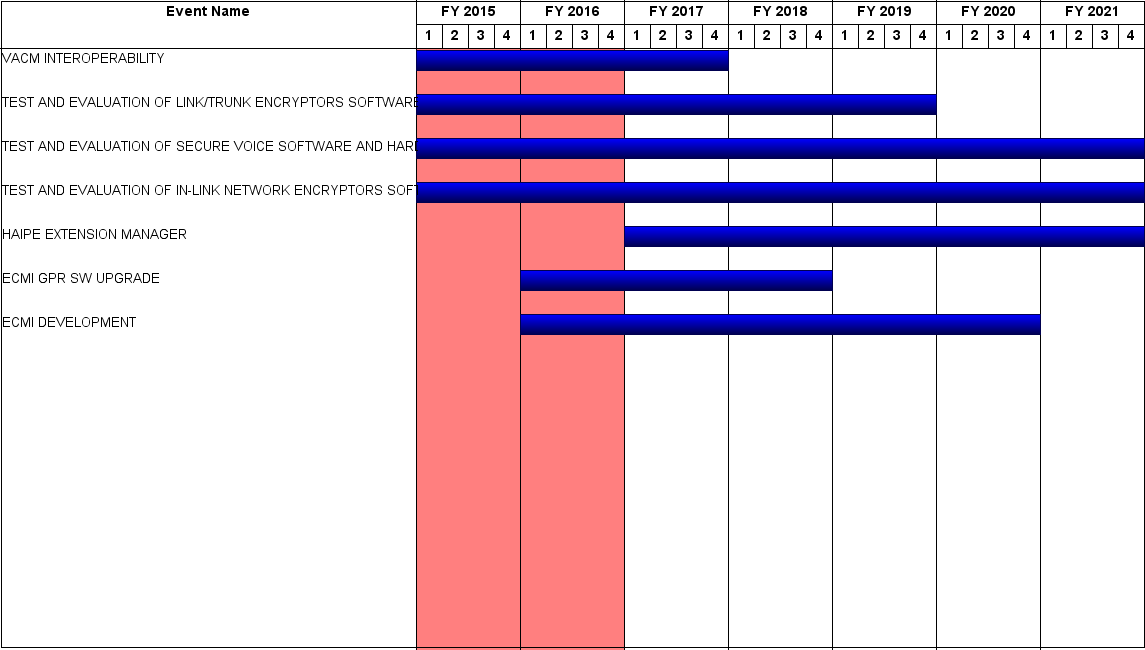 Event Name FY 2015 FY 2016 FY 2017 FY 2018 FY 2019 FY 2020 FY 2021
1 2 3 4 1 2 3 4 1 2 3 4 1 2 3 4 1 2 3 4 1 2 3 4 1 2 3 4
VACM INTEROPERABILITY
TEST AND EVALUATION OF LINK/TRUNK ENCRYPTORS SOFTWARE
TEST AND EVALUATION OF SECURE VOICE SOFTWARE AND HAR
TEST AND EVALUATION OF IN-LINK NETWORK ENCRYPTORS SOF
HAIPE EXTENSION MANAGER
ECMI GPR SW UPGRADE
ECMI DEVELOPMENT